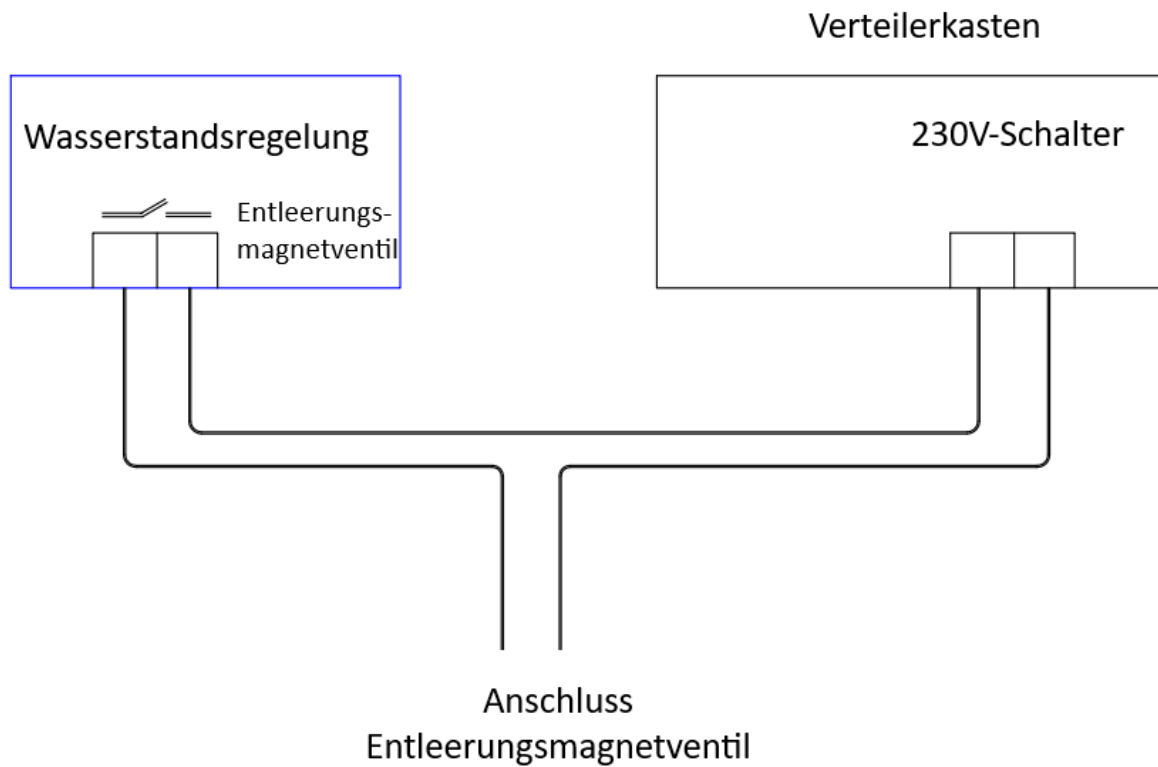 Verteilerkasten
Wasserstandsregelung
230V-Schalter
Entleerungs-
magnetventil
Anschluss
Entleerungsmagnetventil